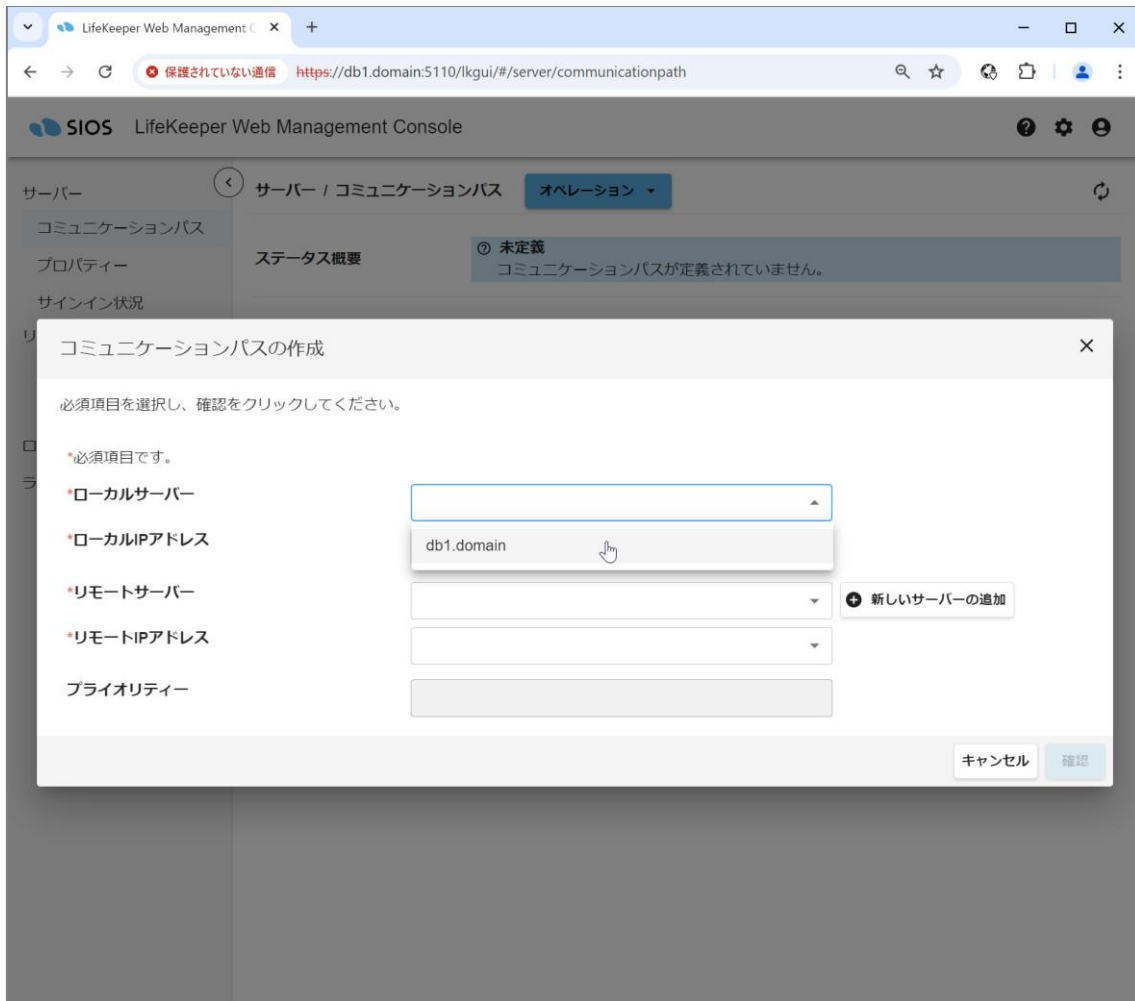 LifeKeeper Web Management C
保護されていない通信 https://db1.domain:5110/lkgui/#/server/communicationpath
SIOS LifeKeeper Web Management Console
サーバー
コミュニケーションパス
プロパティー
サインイン状況
リ
ロ
ラ
サーバー / コミュニケーションパス オペレーション
ステータス概要
未定義
コミュニケーションパスが定義されていません。
コミュニケーションパスの作成
必須項目を選択し、確認をクリックしてください。
*必須項目です。
*ローカルサーバー
db1.domain
*ローカルIPアドレス
*リモートサーバー
新しいサーバーの追加
*リモートIPアドレス
プライオリティー
キャンセル 確認